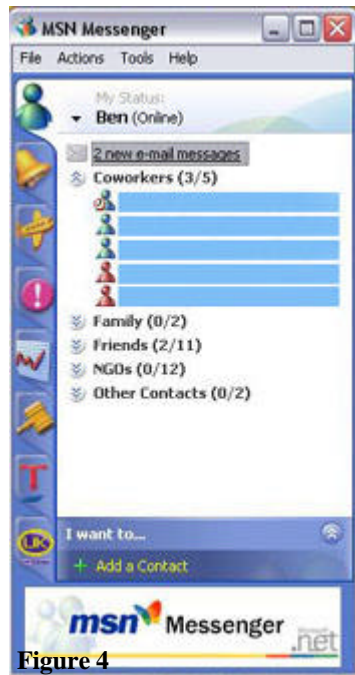 MSN Messenger
File Actions Tools Help
My Status:
Ben (Online)
2 new e-mail messages
Coworkers (3/5)
Family (0/2)
Friends (2/11)
NGOs (0/12)
Other Contacts (0/2)
I want to...
+ Add a Contact
msn Messenger
.net
Figure 4